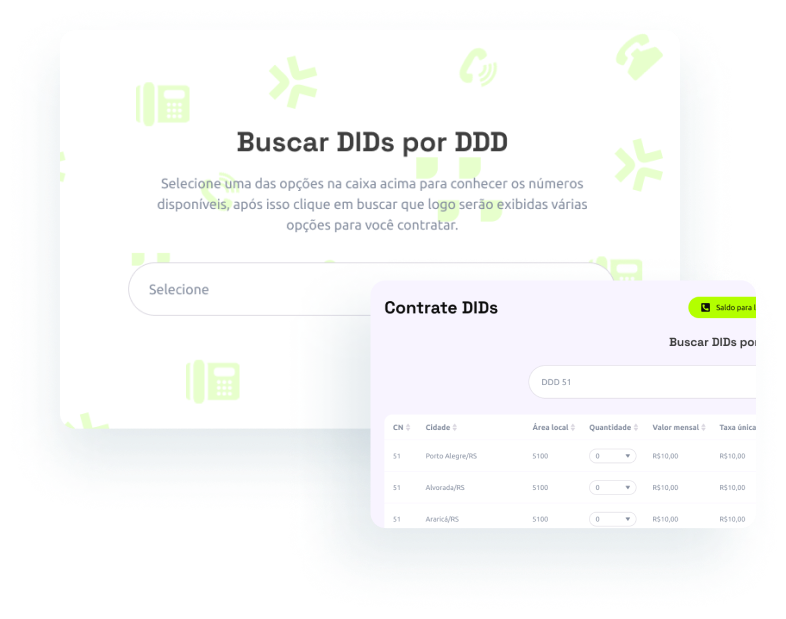 Buscar DIDs por DDD
Selecione uma das opções na caixa acima para conhecer os números
disponíveis, após isso clique em buscar que logo serão exibidas várias
opções para você contratar.
Selecione
Contrate DIDs
Saldo para
Buscar DIDs por
DDD 51
CN Cidade Área local Quantidade Valor mensal Taxa única
51 Porto Alegre/RS 5100 0 R$10,00 R$10,00
51 Alvorada/RS 5100 0 R$10,00 R$10,00
51 Araricá/RS 5100 0 R$10,00 R$10,00